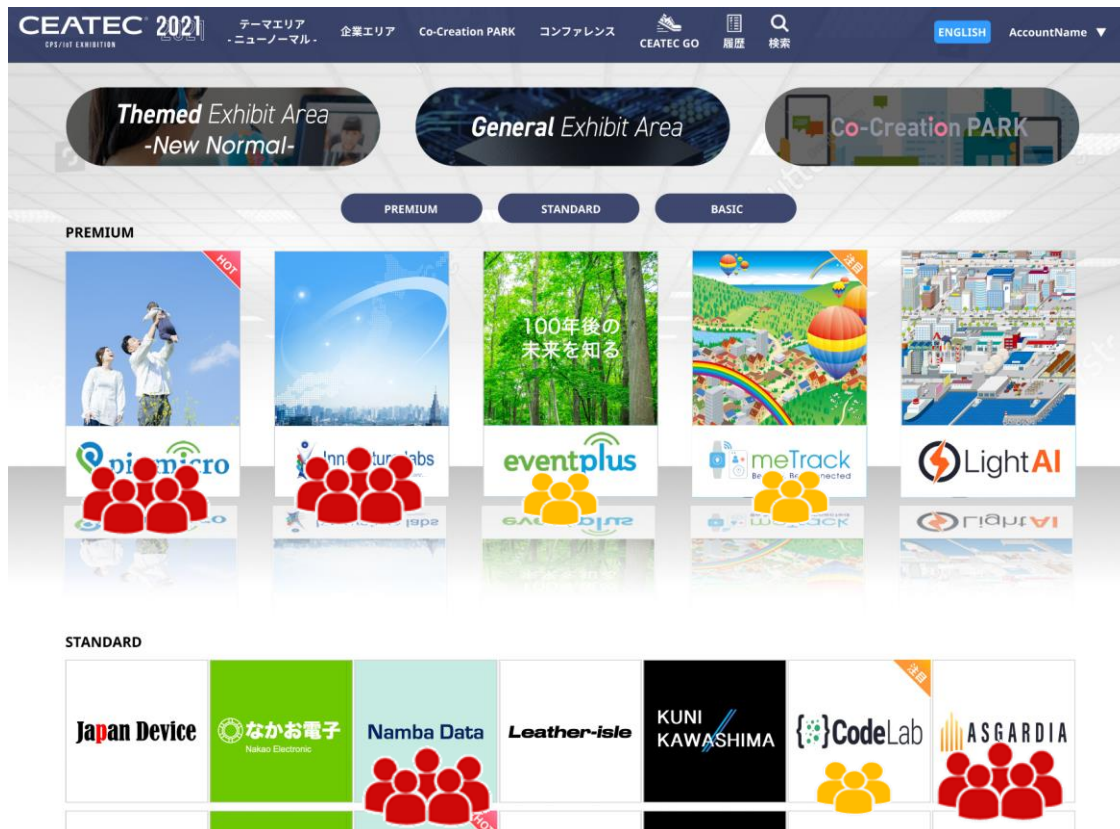 CEATEC 2021
CPS/IoT EXHIBITION
テーマエリア
- ニューノーマル -
企業エリア
Co-Creation PARK
コンファレンス
CEATEC GO
履歴
検索
ENGLISH
AccountName ▼
Themed Exhibit Area
-New Normal-
General Exhibit Area
Co-Creation PARK
PREMIUM
STANDARD
BASIC
PREMIUM
HOT
注目
100年後の
未来を知る
eventplus
meTrack
Light AI
STANDARD
注目
Japan Device
なかお電子
Nakao Electronic
Namba Data
Leather-isle
KUNI
KAWASHIMA
{ }CodeLab
ASGARDIA
HOT